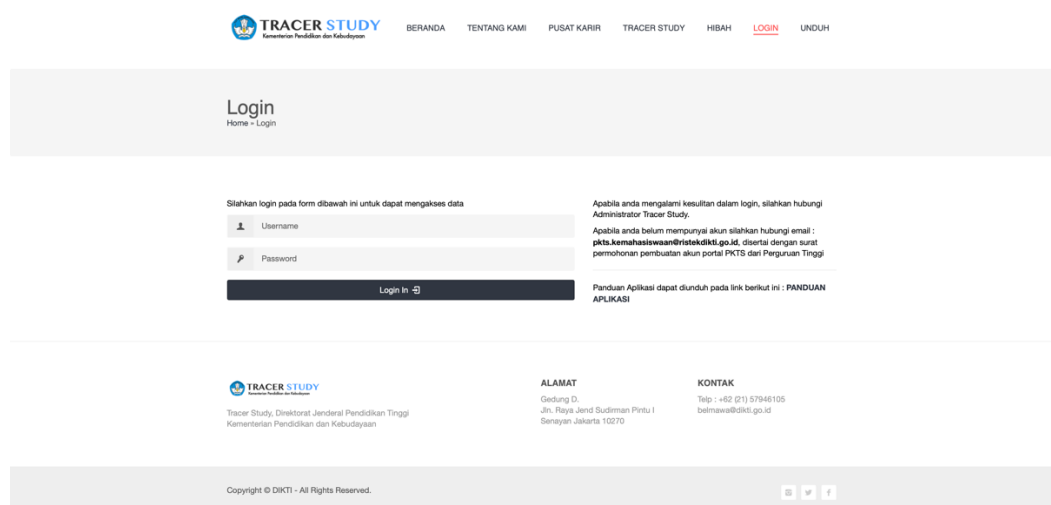 TRACER STUDY
Kementerian Pendidikan dan Kebudayaan
BERANDA TENTANG KAMI PUSAT KARIR TRACER STUDY HIBAH LOGIN UNDUH
Login
Home » Login
Silahkan login pada form dibawah ini untuk dapat mengakses data
Username
Password
Login In
Apabila anda mengalami kesulitan dalam login, silahkan hubungi
Administrator Tracer Study.
Apabila anda belum mempunyai akun silahkan hubungi email :
pkts.kemahasiswaan@ristekdikti.go.id, disertai dengan surat
permohonan pembuatan akun portal PKTS dari Perguruan Tinggi
Panduan Aplikasi dapat diunduh pada link berikut ini : PANDUAN
APLIKASI
TRACER STUDY
Kementerian Pendidikan dan Kebudayaan
Tracer Study, Direktorat Jenderal Pendidikan Tinggi
Kementerian Pendidikan dan Kebudayaan
ALAMAT
Gedung D.
Jln. Raya Jend Sudirman Pintu I
Senayan Jakarta 10270
KONTAK
Telp : +62 (21) 57946105
belmawa@dikti.go.id
Copyright © DIKTI - All Rights Reserved.